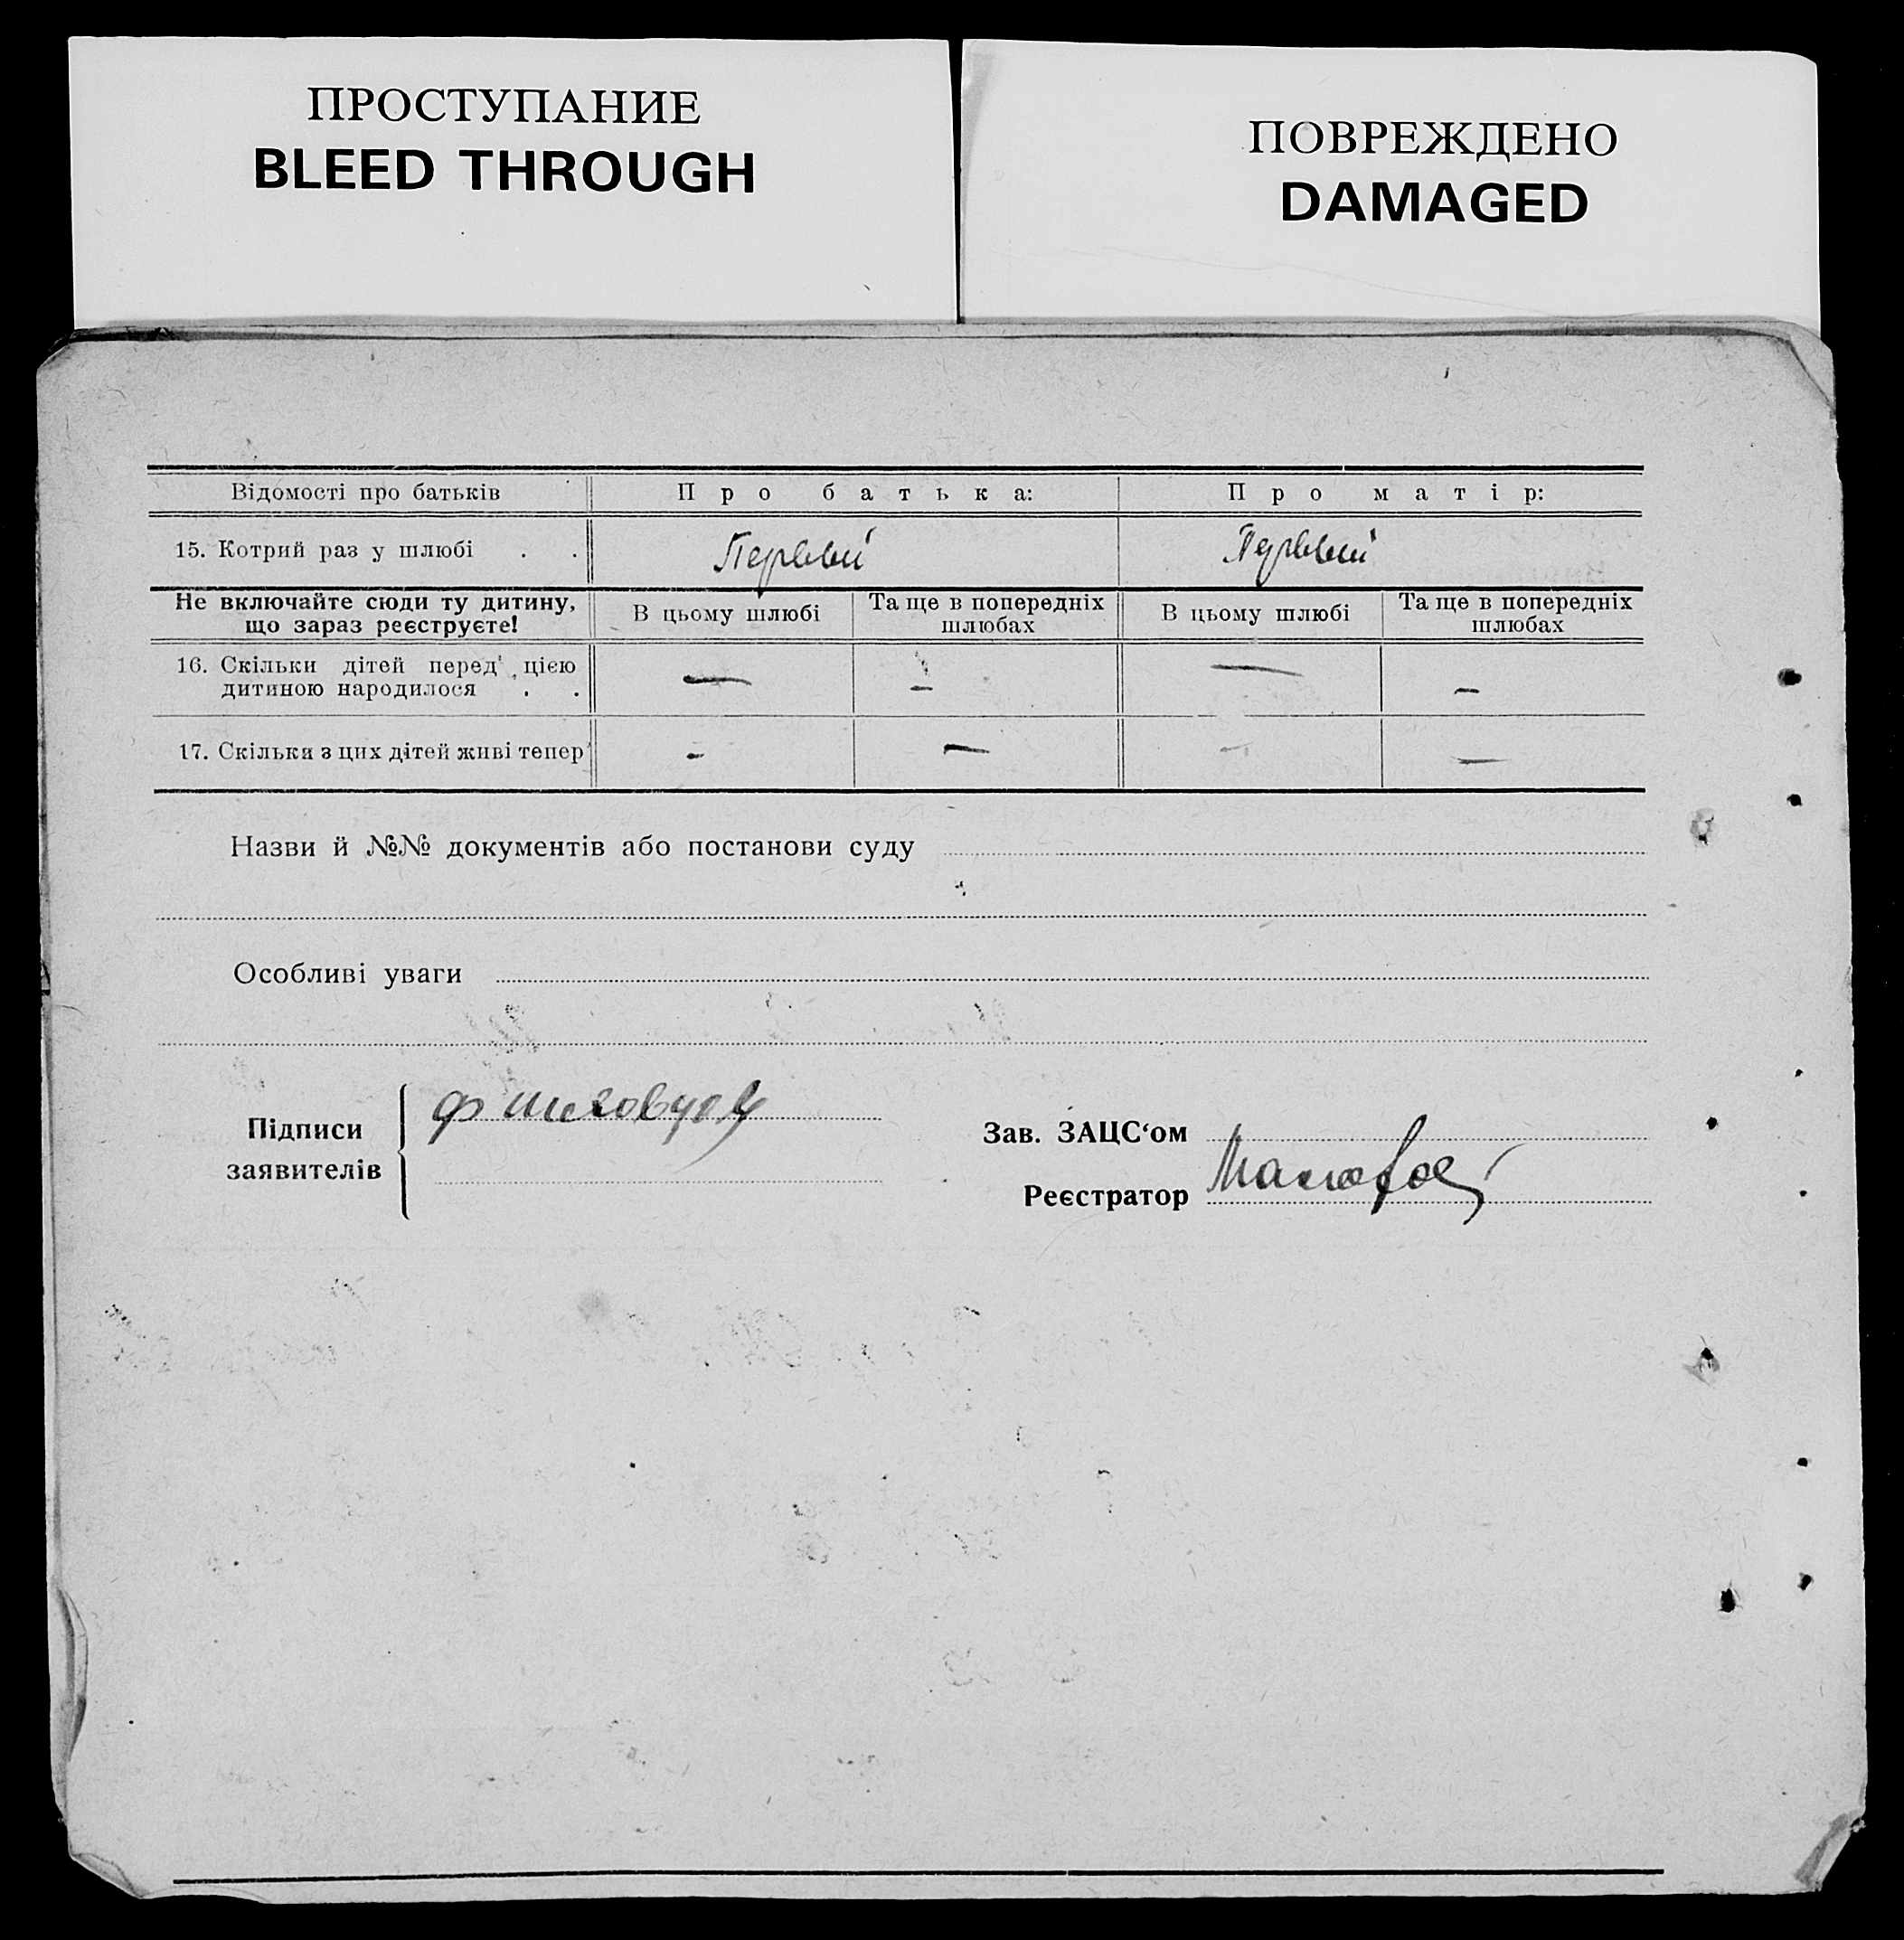 ПРОСТУПАНИЕ
BLEED THROUGH
ПОВРЕЖДЕНО
DAMAGED
Відомості про батьків Про батька: Про матір:
15. Котрий раз у шлюбі . . Первый Первый
Не включайте сюди ту дитину, що зараз реєструєте! В цьому шлюбі Та ще в попередніх шлюбах В цьому шлюбі Та ще в попередніх шлюбах
16. Скільки дітей перед цією
дитиною народилося . . — — — —
17. Скільки з цих дітей живі тепер - — - —
Назви й №№ документів або постанови суду
Особливі уваги
Підписи
заявителів
Зав. ЗАЦС‘ом
Реєстратор